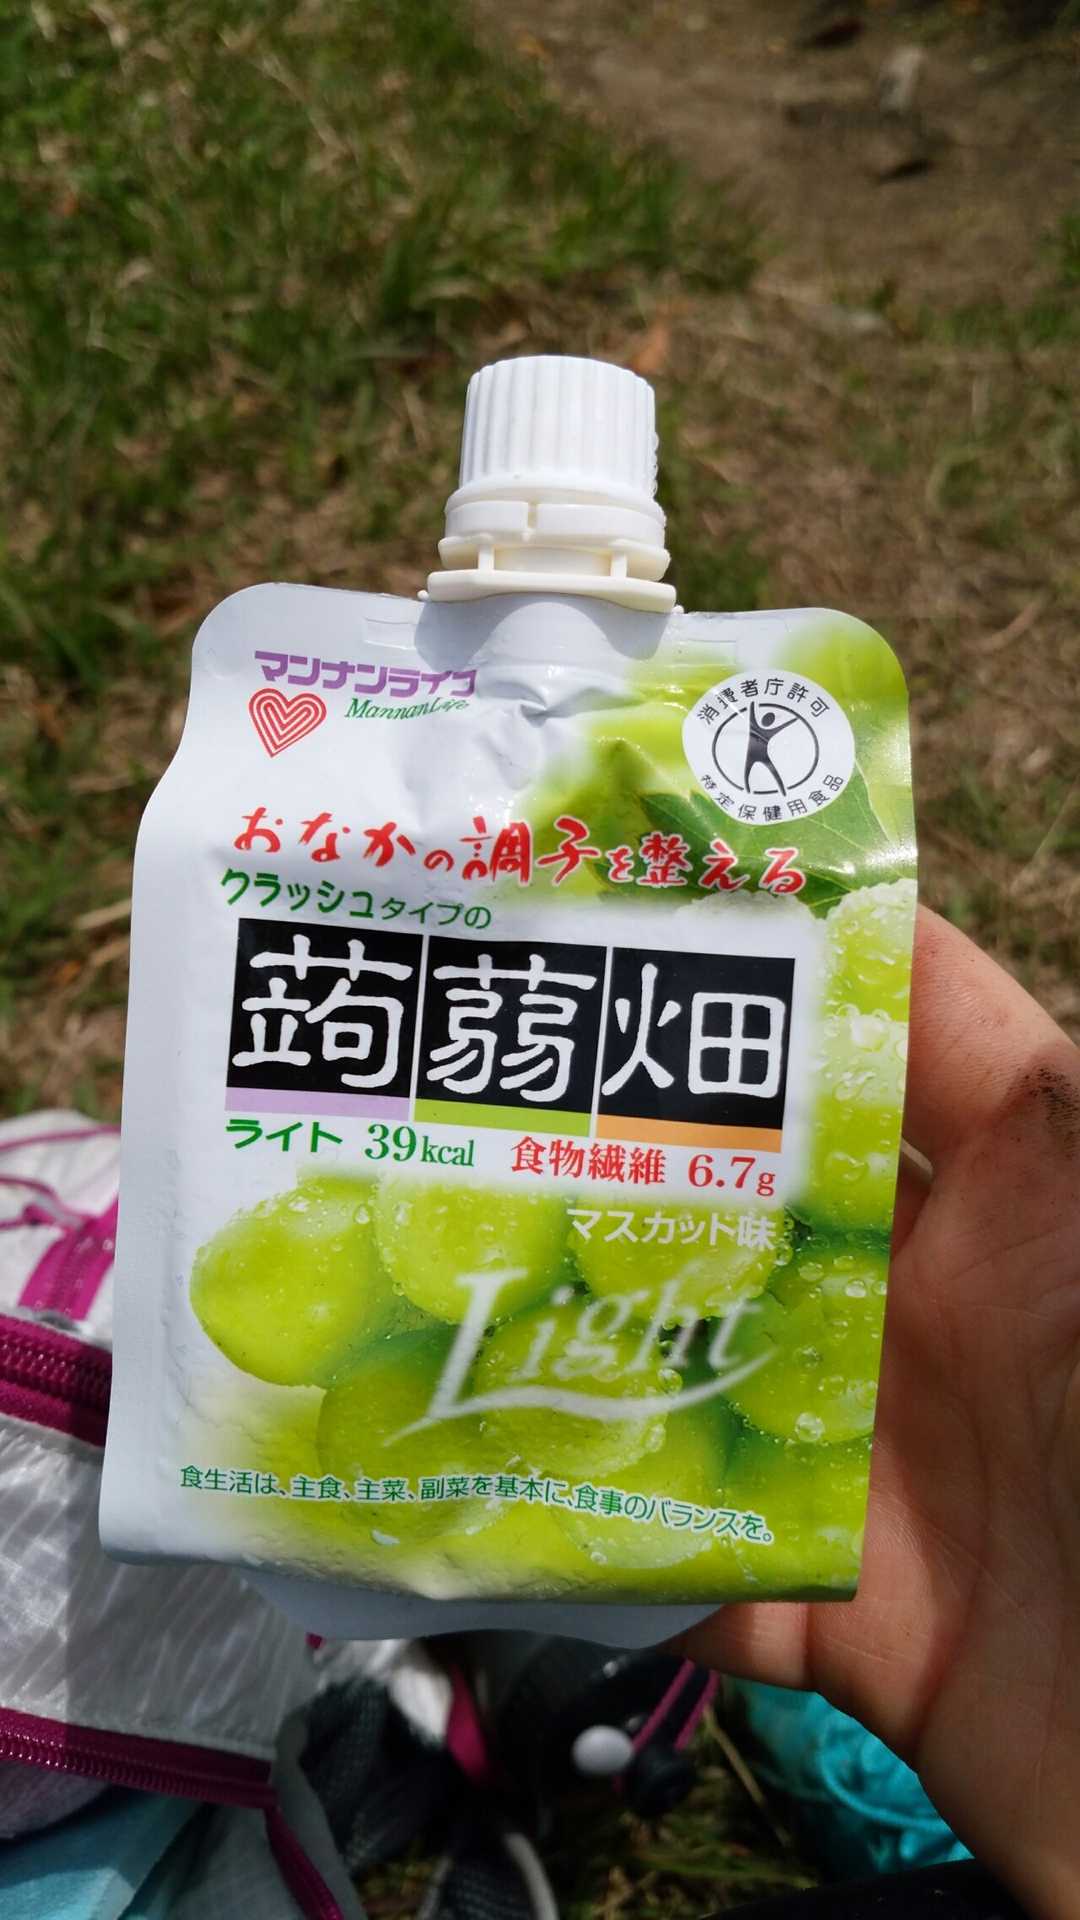 マンナンライフ
MannanLife
消費者庁許可
特定保健用食品
おなかの調子を整える
クラッシュタイプの
蒟蒻畑
ライト 39kcal 食物繊維 6.7g
マスカット味
Light
食生活は、主食、主菜、副菜を基本に、食事のバランスを。